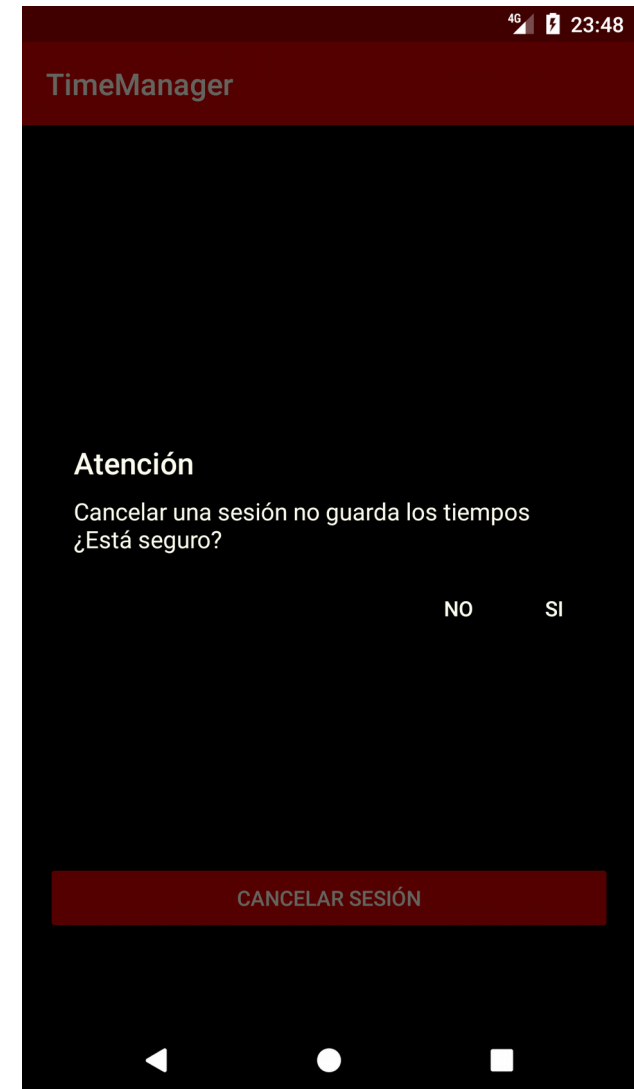 4G 23:48
TimeManager
Atención
Cancelar una sesión no guarda los tiempos
¿Está seguro?
NO SI
CANCELAR SESIÓN